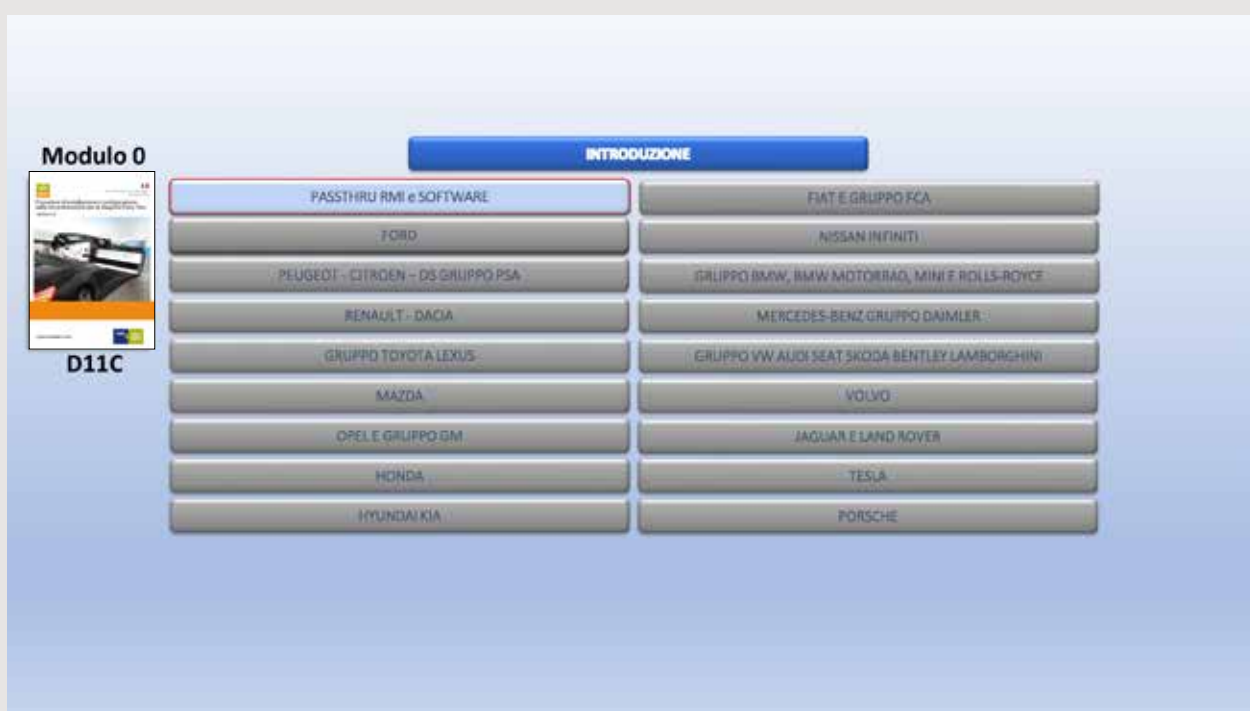 INTRODUZIONE
Modulo 0
D11C
PASSTHRU RMI e SOFTWARE
FIAT E GRUPPO FCA
FORD
NISSAN INFINITI
PEUGEOT - CITROEN – DS GRUPPO PSA
GRUPPO BMW, BMW MOTORRAD, MINI E ROLLS-ROYCE
RENAULT - DACIA
MERCEDES-BENZ GRUPPO DAIMLER
GRUPPO TOYOTA LEXUS
GRUPPO VW AUDI SEAT SKODA BENTLEY LAMBORGHINI
MAZDA
VOLVO
OPEL E GRUPPO GM
JAGUAR E LAND ROVER
HONDA
TESLA
HYUNDAI KIA
PORSCHE